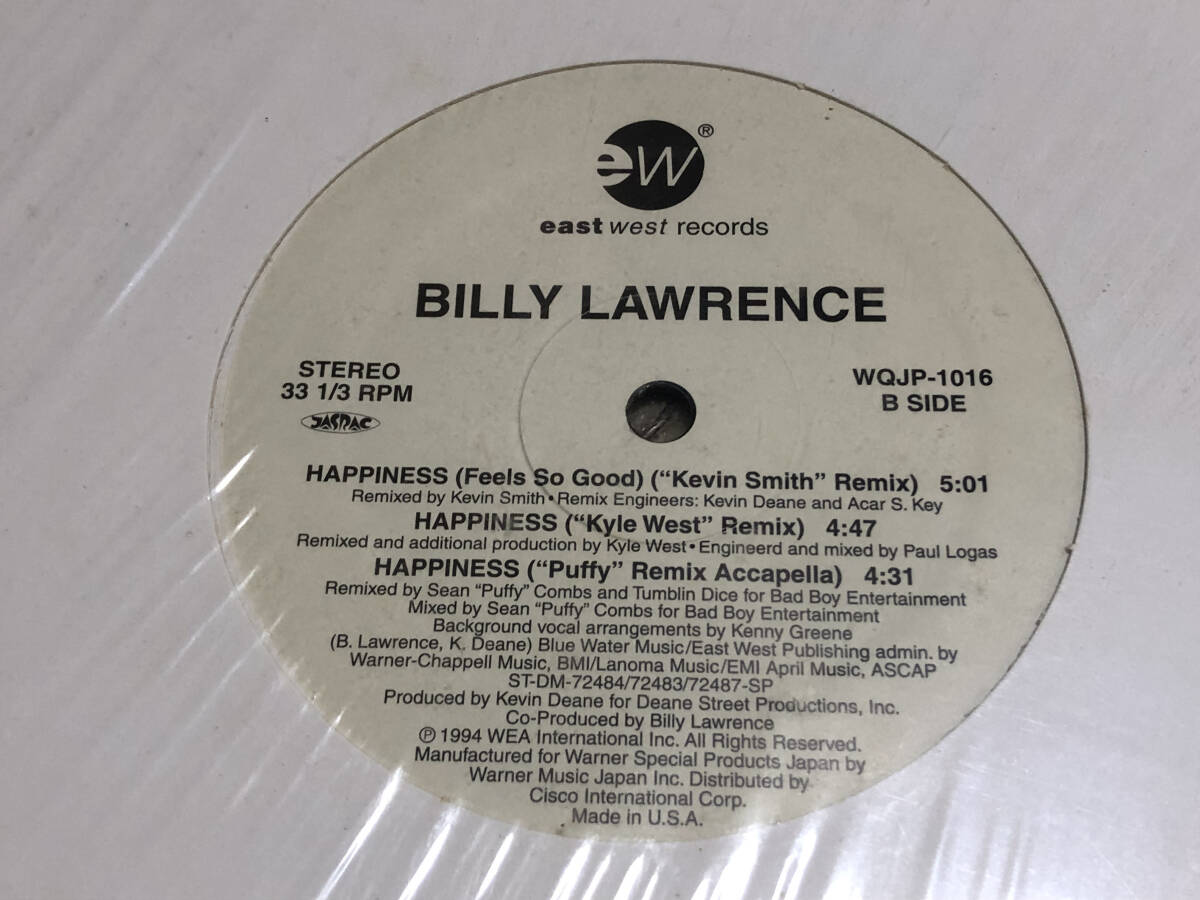 ew®
east west records
BILLY LAWRENCE
STEREO
33 1/3 RPM
JASRAC
WQJP-1016
B SIDE
HAPPINESS (Feels So Good) (“Kevin Smith” Remix) 5:01
Remixed by Kevin Smith • Remix Engineers: Kevin Deane and Acar S. Key
HAPPINESS (“Kyle West” Remix) 4:47
Remixed and additional production by Kyle West • Engineerd and mixed by Paul Logas
HAPPINESS (“Puffy” Remix Accapella) 4:31
Remixed by Sean “Puffy” Combs and Tumblin Dice for Bad Boy Entertainment
Mixed by Sean “Puffy” Combs for Bad Boy Entertainment
Background vocal arrangements by Kenny Greene
(B. Lawrence, K. Deane) Blue Water Music/East West Publishing admin. by
Warner-Chappell Music, BMI/Lanoma Music/EMI April Music, ASCAP
ST-DM-72484/72483/72487-SP
Produced by Kevin Deane for Deane Street Productions, Inc.
Co-Produced by Billy Lawrence
℗ 1994 WEA International Inc. All Rights Reserved.
Manufactured for Warner Special Products Japan by
Warner Music Japan Inc. Distributed by
Cisco International Corp.
Made in U.S.A.